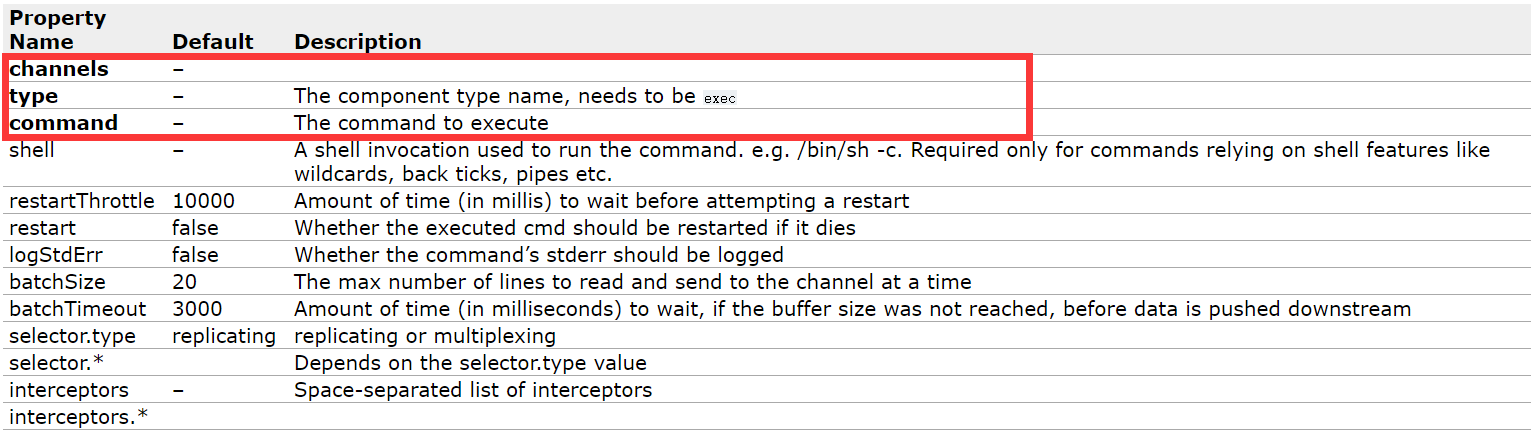 Property
Name Default Description
channels –
type – The component type name, needs to be exec
command – The command to execute
shell – A shell invocation used to run the command. e.g. /bin/sh -c. Required only for commands relying on shell features like
wildcards, back ticks, pipes etc.
restartThrottle 10000 Amount of time (in millis) to wait before attempting a restart
restart false Whether the executed cmd should be restarted if it dies
logStdErr false Whether the command’s stderr should be logged
batchSize 20 The max number of lines to read and send to the channel at a time
batchTimeout 3000 Amount of time (in milliseconds) to wait, if the buffer size was not reached, before data is pushed downstream
selector.type replicating replicating or multiplexing
selector.* Depends on the selector.type value
interceptors – Space-separated list of interceptors
interceptors.*